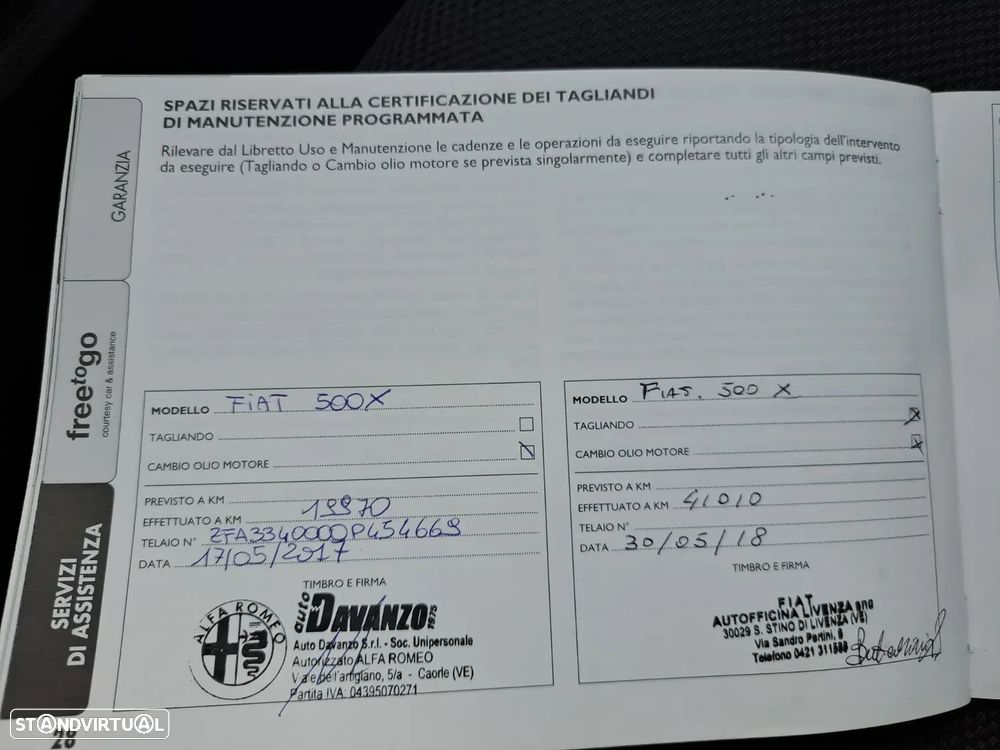 SPAZI RISERVATI ALLA CERTIFICAZIONE DEI TAGLIANDI
DI MANUTENZIONE PROGRAMMATA
Rilevare dal Libretto Uso e Manutenzione le cadenze e le operazioni da eseguire riportando la tipologia dell'intervento
da eseguire (Tagliando o Cambio olio motore se prevista singolarmente) e completare tutti gli altri campi previsti.
GARANZIA
freetogo
courtesy car & assistance
SERVIZI
DI ASSISTENZA
MODELLO FIAT 500X
TAGLIANDO
CAMBIO OLIO MOTORE
PREVISTO A KM
EFFETTUATO A KM 19970
TELAIO N° ZFA3340000P454669
DATA 17/05/2017
TIMBRO E FIRMA
ALFA ROMEO
auto DAVANZO
Auto Davanzo S.r.l. - Soc. Unipersonale
Autorizzato ALFA ROMEO
V.a e dell'artigiano, 5/a - Caorle (VE)
Partita IVA: 04395070271
MODELLO FIAT. 500 X
TAGLIANDO
CAMBIO OLIO MOTORE
PREVISTO A KM
EFFETTUATO A KM 41010
TELAIO N°
DATA 30/05/18
TIMBRO E FIRMA
FIAT
AUTOFFICINA LIVENZA snc
30029 S. STINO DI LIVENZA (VE)
Via Sandro Pertini, 8
Telefono 0421
28
STANDVIRTUAL